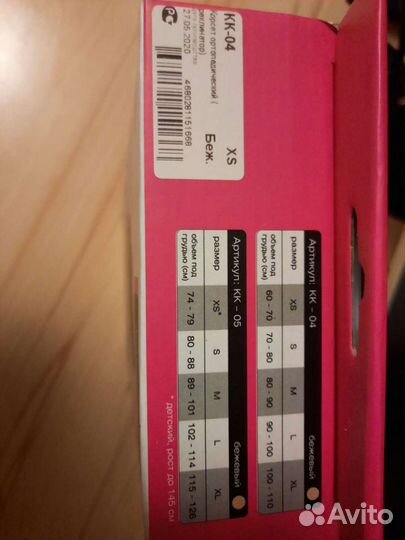 КК-04 XS
Корсет ортопедический (
реклинатор) Беж.
27.05.2020
4680281151668
Артикул: КК - 04 бежевый
размер XS S M L XL
объем под грудью (см) 60 - 70 70 - 80 80 - 90 90 - 100 100 - 110
Артикул: КК - 05 бежевый
размер XS* S M L XL
объем под грудью (см) 74 - 79 80 - 88 89 - 101 102 - 114 115 - 126
* детский, рост до 145 см
Avito